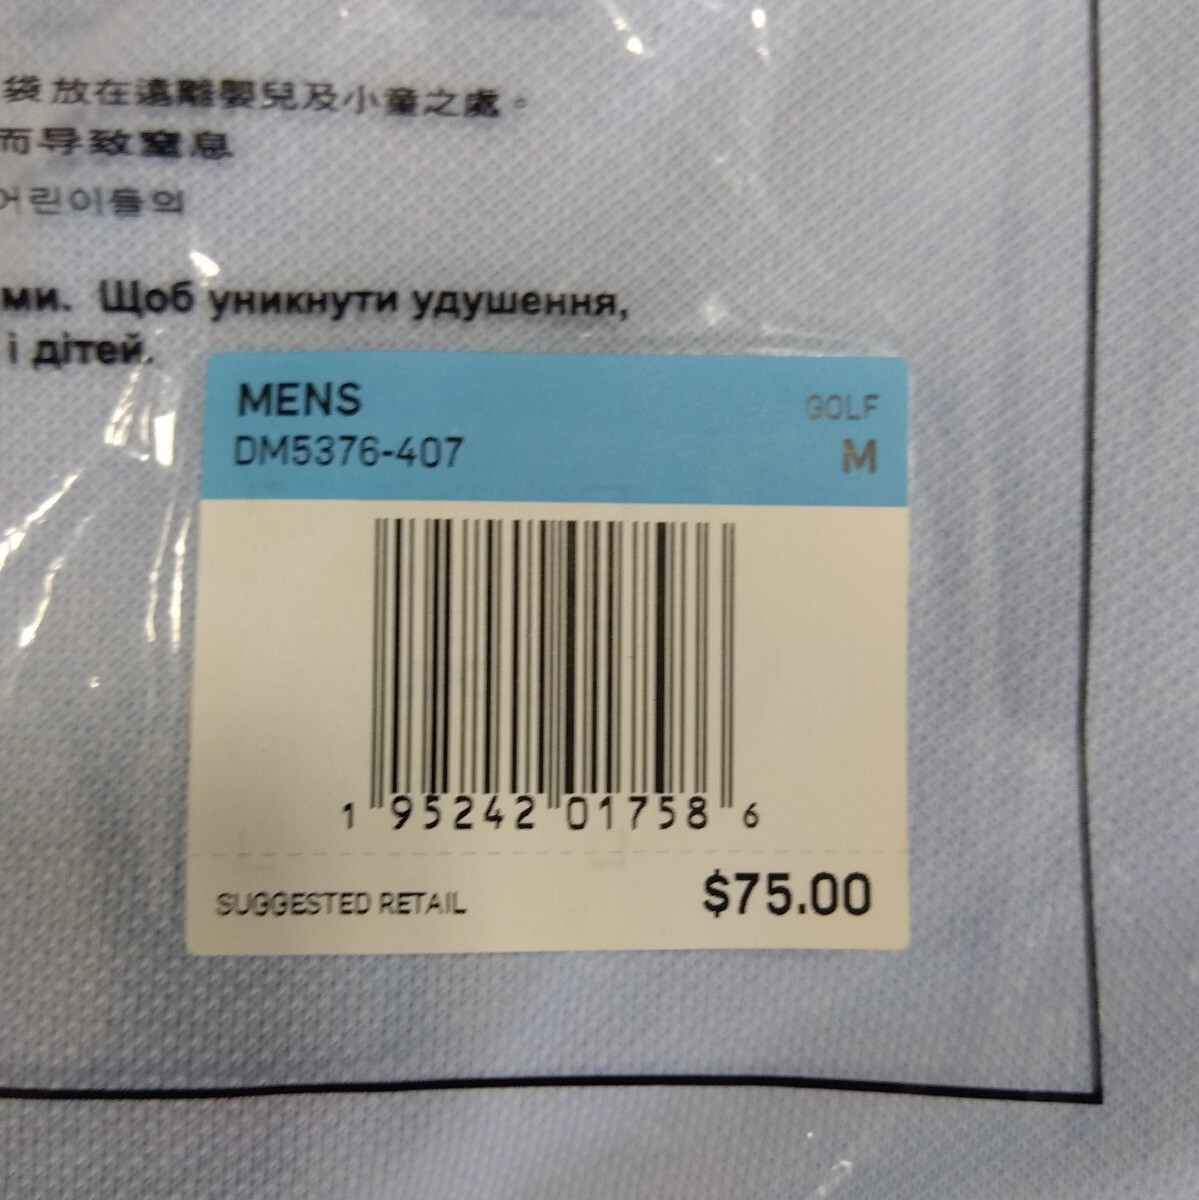 袋放在遠離嬰兒及小童之處。
而导致窒息
어린이들의
ми. Щоб уникнути удушення,
і дітей.
MENS
GOLF
DM5376-407
M
1 95242 01758 6
SUGGESTED RETAIL
$75.00